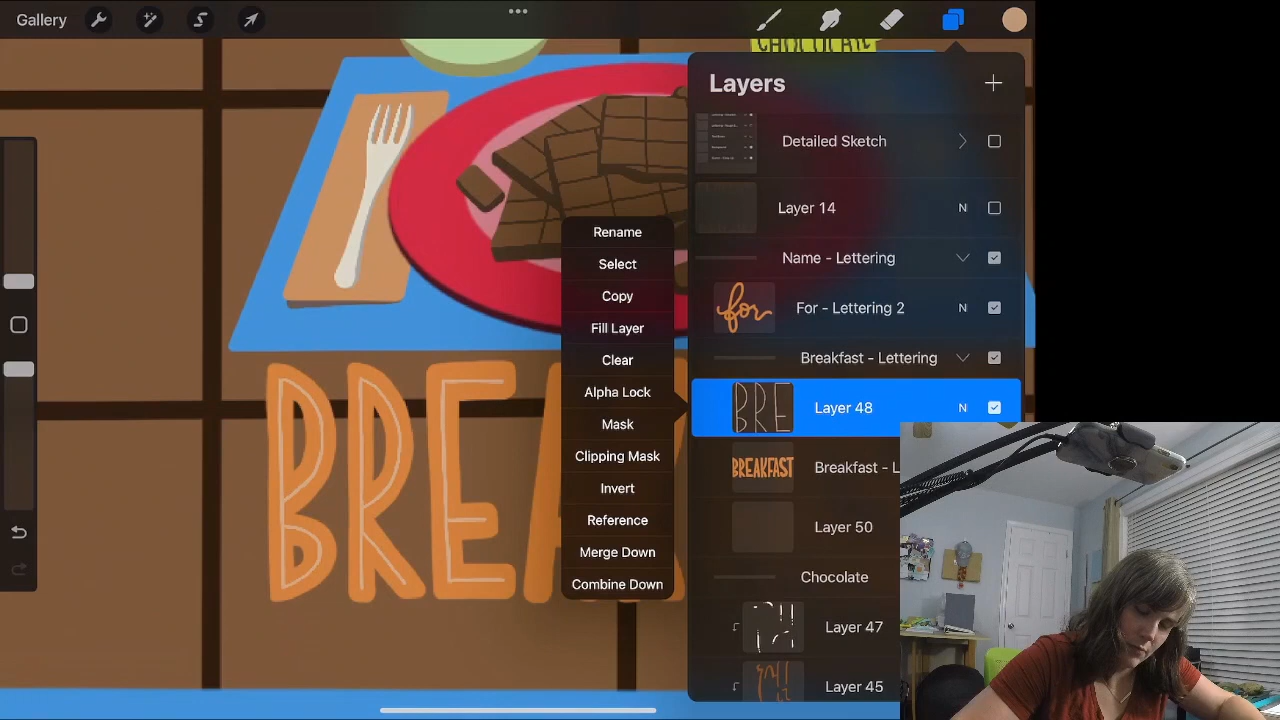 Gallery
CHOCOLATE
Layers
Detailed Sketch
Layer 14
N
Name - Lettering
for
For - Lettering 2
N
Breakfast - Lettering
BRE
Layer 48
N
BREAKFAST
Breakfast - L
Layer 50
Chocolate
Layer 47
Layer 45
Rename
Select
Copy
Fill Layer
Clear
Alpha Lock
Mask
Clipping Mask
Invert
Reference
Merge Down
Combine Down
BREA